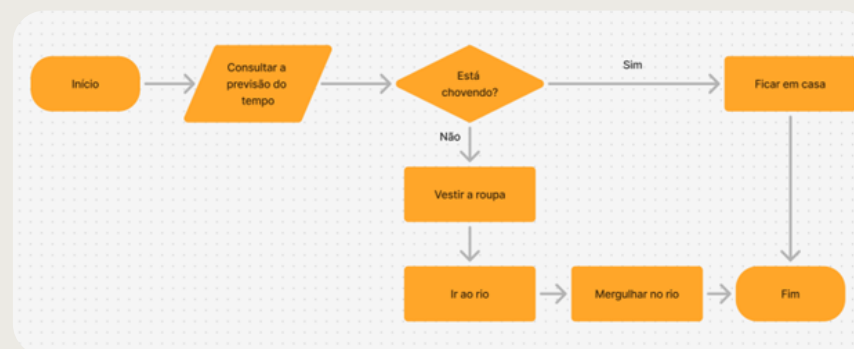 Início
Consultar a
previsão do
tempo
Está
chovendo?
Sim
Ficar em casa
Não
Vestir a roupa
Ir ao rio
Mergulhar no rio
Fim